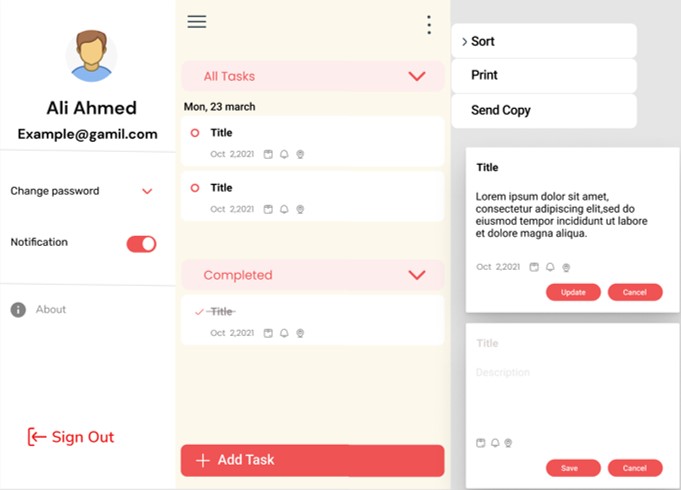 Ali Ahmed
Example@gamil.com
Change password
Notification
About
Sign Out
All Tasks
Mon, 23 march
Title
Oct 2,2021
Title
Oct 2,2021
Completed
Title
Oct 2,2021
Add Task
Sort
Print
Send Copy
Title
Lorem ipsum dolor sit amet,
consectetur adipiscing elit,sed do
eiusmod tempor incididunt ut labore
et dolore magna aliqua.
Oct 2,2021
Update
Cancel
Title
Description
Save
Cancel